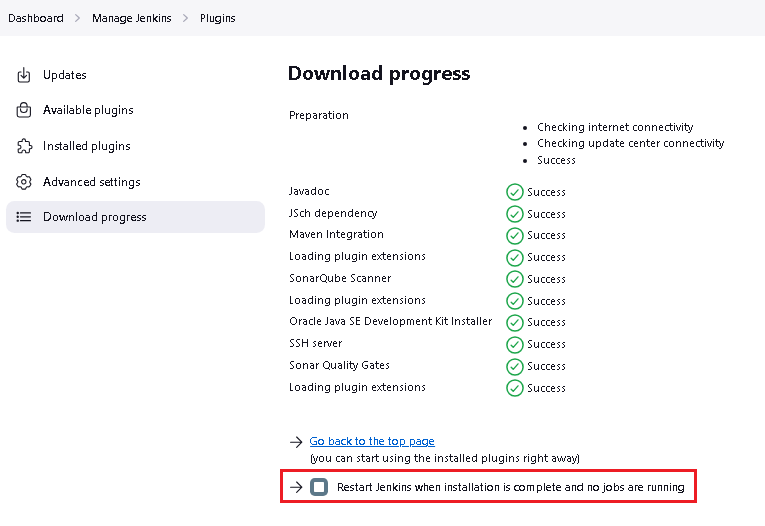 Dashboard > Manage Jenkins > Plugins
Updates
Available plugins
Installed plugins
Advanced settings
Download progress
Download progress
Preparation
Checking internet connectivity
Checking update center connectivity
Success
Javadoc Success
JSch dependency Success
Maven Integration Success
Loading plugin extensions Success
SonarQube Scanner Success
Loading plugin extensions Success
Oracle Java SE Development Kit Installer Success
SSH server Success
Sonar Quality Gates Success
Loading plugin extensions Success
Go back to the top page
(you can start using the installed plugins right away)
Restart Jenkins when installation is complete and no jobs are running